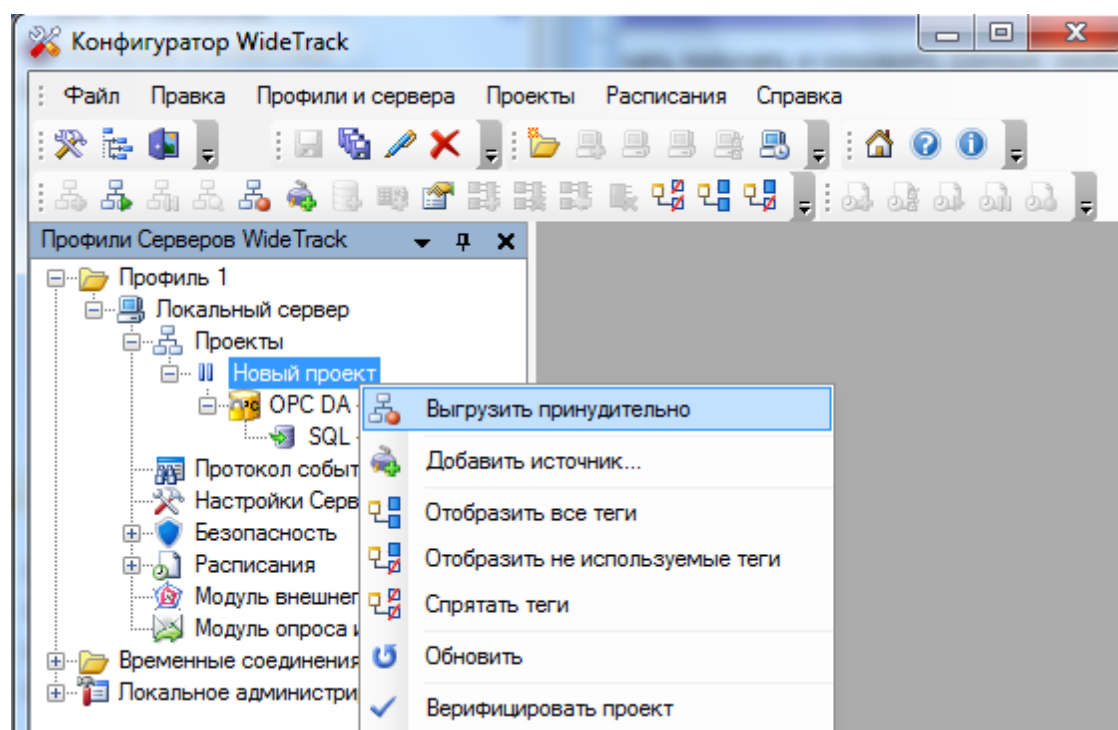 Конфигуратор WideTrack
Файл Правка Профили и сервера Проекты Расписания Справка
Профили Серверов WideTrack
Профиль 1
Локальный сервер
Проекты
Новый проект
OPC DA -
SQL -
Протокол событ
Настройки Серв
Безопасность
Расписания
Модуль внешнег
Модуль опроса и
Временные соединения
Локальное администри
Выгрузить принудительно
Добавить источник...
Отобразить все теги
Отобразить не используемые теги
Спрятать теги
Обновить
Верифицировать проект